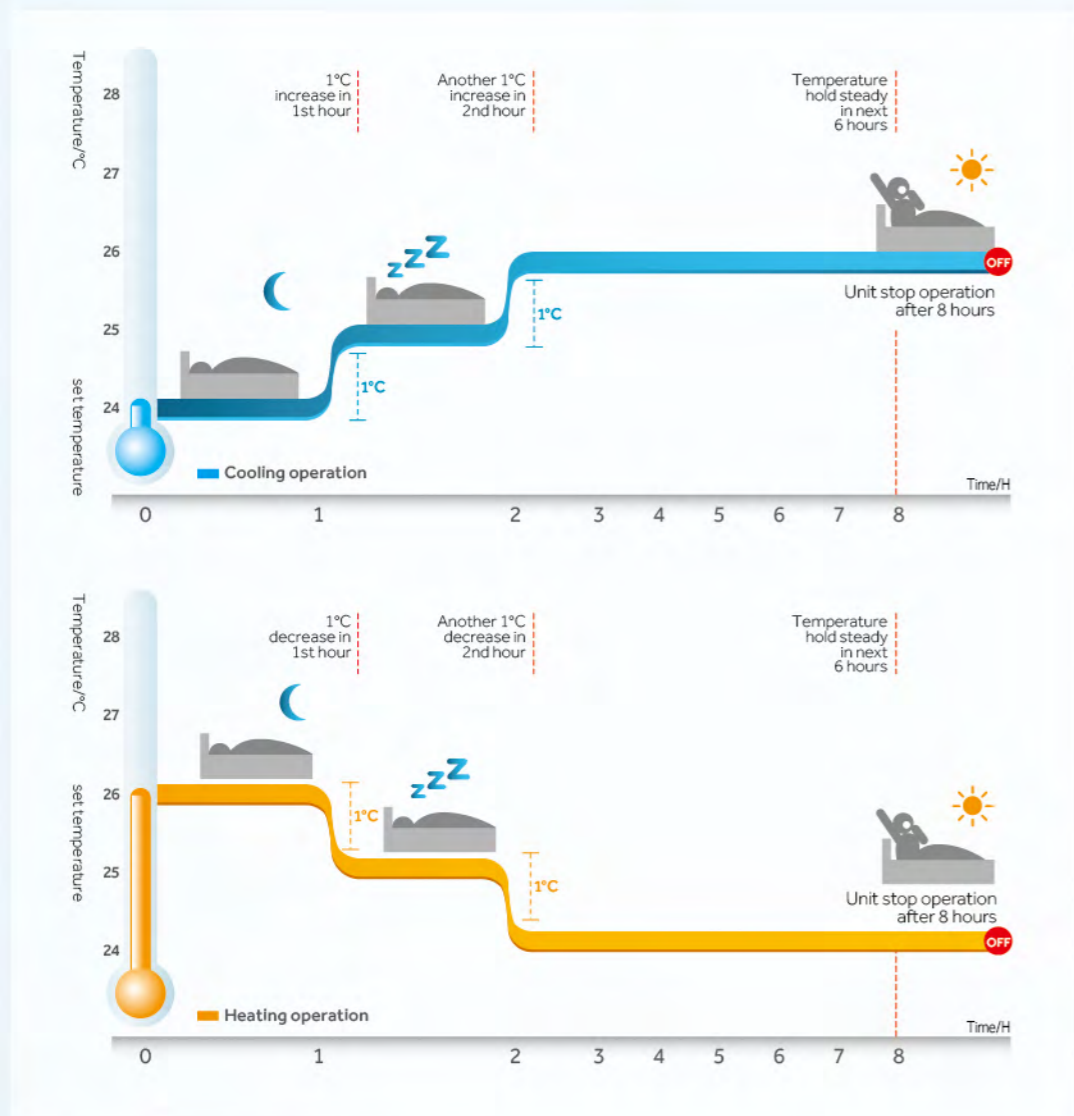 Temperature/°C
28
27
26
25
24
set temperature
1°C
increase in
1st hour
Another 1°C
increase in
2nd hour
Temperature
hold steady
in next
6 hours
z z z
1°C
1°C
OFF
Unit stop operation
after 8 hours
Cooling operation
Time/H
0 1 2 3 4 5 6 7 8
Temperature/°C
28
27
26
25
24
set temperature
1°C
decrease in
1st hour
Another 1°C
decrease in
2nd hour
Temperature
hold steady
in next
6 hours
z z z
1°C
1°C
Unit stop operation
after 8 hours
OFF
Heating operation
Time/H
0 1 2 3 4 5 6 7 8